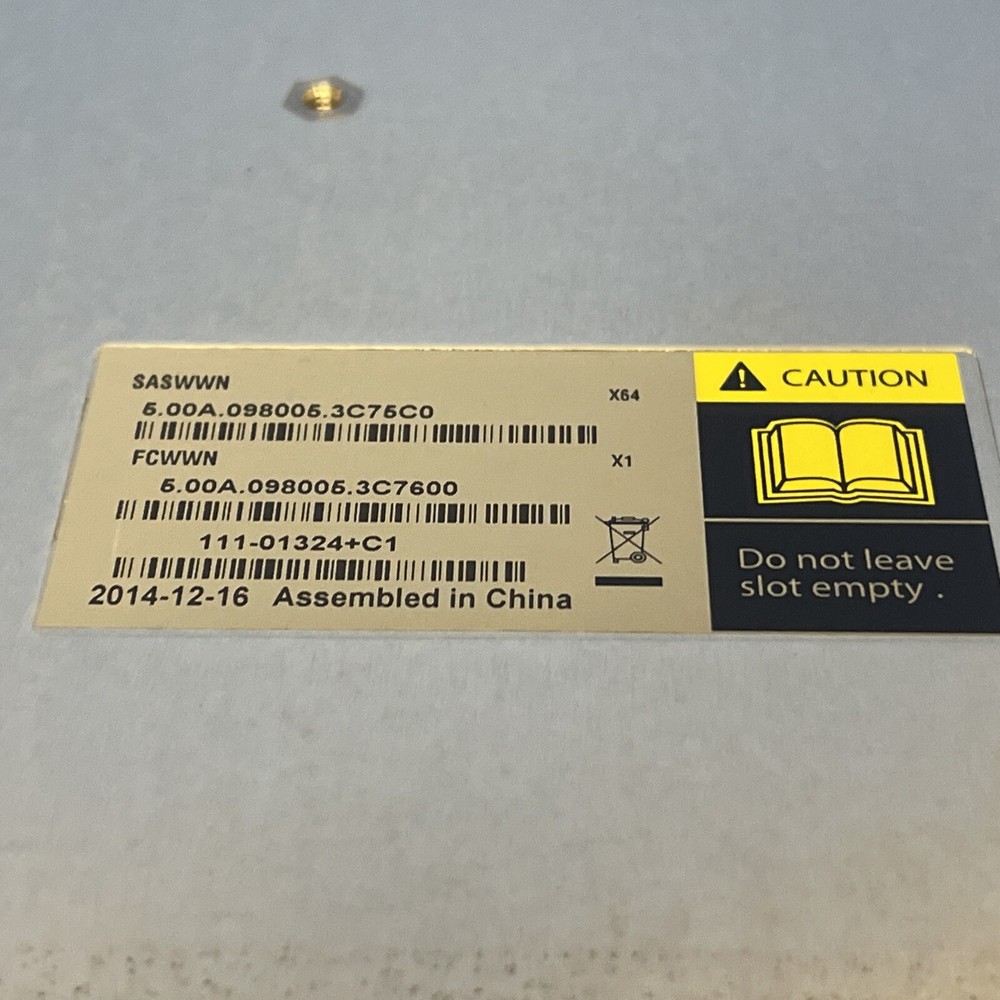 SASWWN
X64
5.00A.098005.3C75C0
FCWWN
X1
5.00A.098005.3C7600
111-01324+C1
2014-12-16 Assembled in China
CAUTION
Do not leave
slot empty .